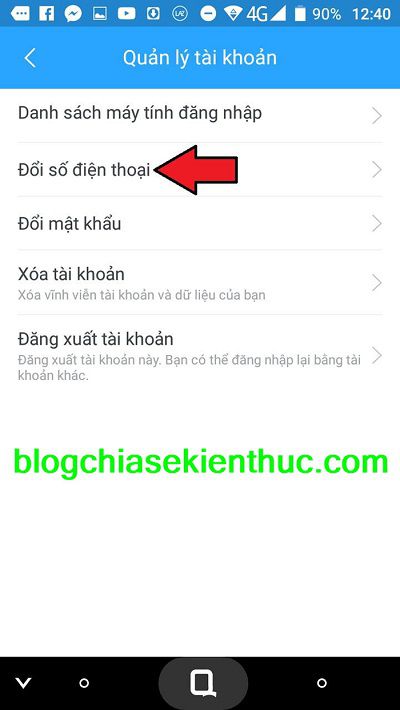 4G 90% 12:40
Quản lý tài khoản
Danh sách máy tính đăng nhập
Đổi số điện thoại
Đổi mật khẩu
Xóa tài khoản
Xóa vĩnh viễn tài khoản và dữ liệu của bạn
Đăng xuất tài khoản
Đăng xuất tài khoản này. Bạn có thể đăng nhập lại bằng tài
khoản khác.
blogchiasekienthuc.com